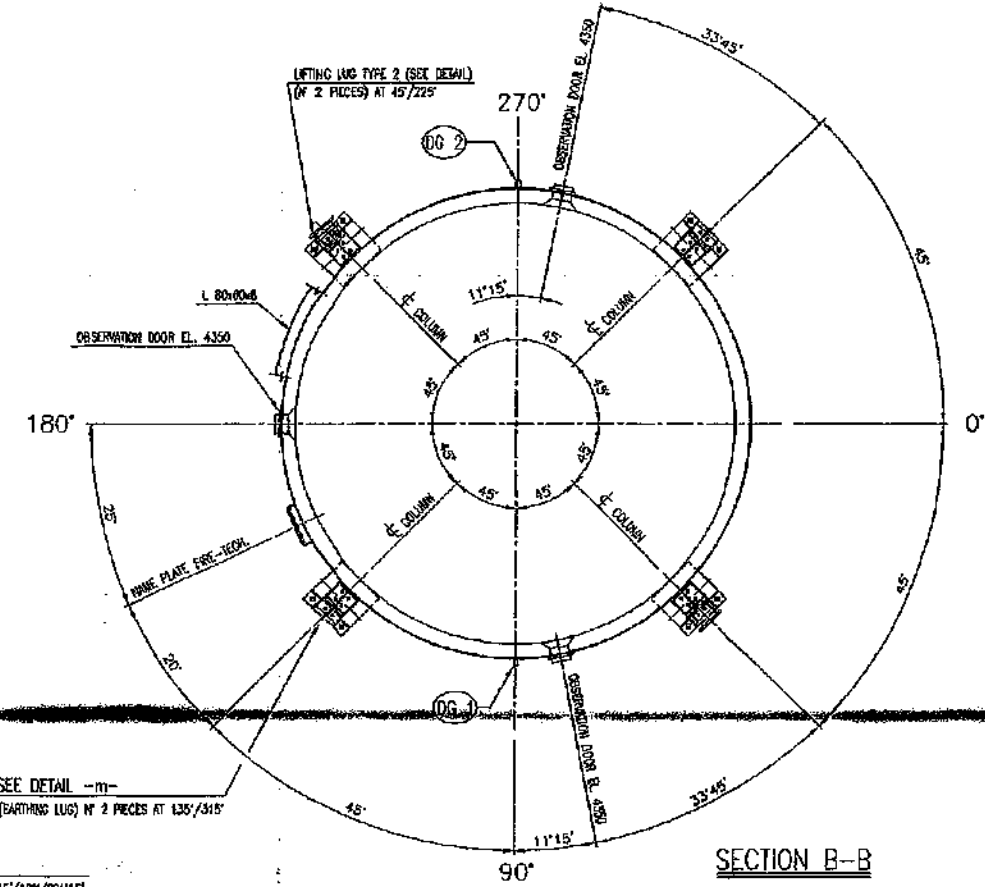 33°45'
LIFTING LUG TYPE 2 (SEE DETAIL)
(N° 2 PIECES) AT 45°/225°
OBSERVATION DOOR EL. 4350
270°
DG 2
45°
11°15'
L 80x60x8
℄ COLUMN
℄ COLUMN
OBSERVATION DOOR EL. 4350
45°
45°
45°
45°
180°
0°
45°
45°
45°
45°
25°
℄ COLUMN
℄ COLUMN
NAME PLATE FIRE-TECH.
45°
20°
DG 1
OBSERVATION DOOR EL. 4350
SEE DETAIL -m-
(EARTHING LUG) N° 2 PIECES AT 135°/315°
45°
33°45'
11°15'
90°
SECTION B-B